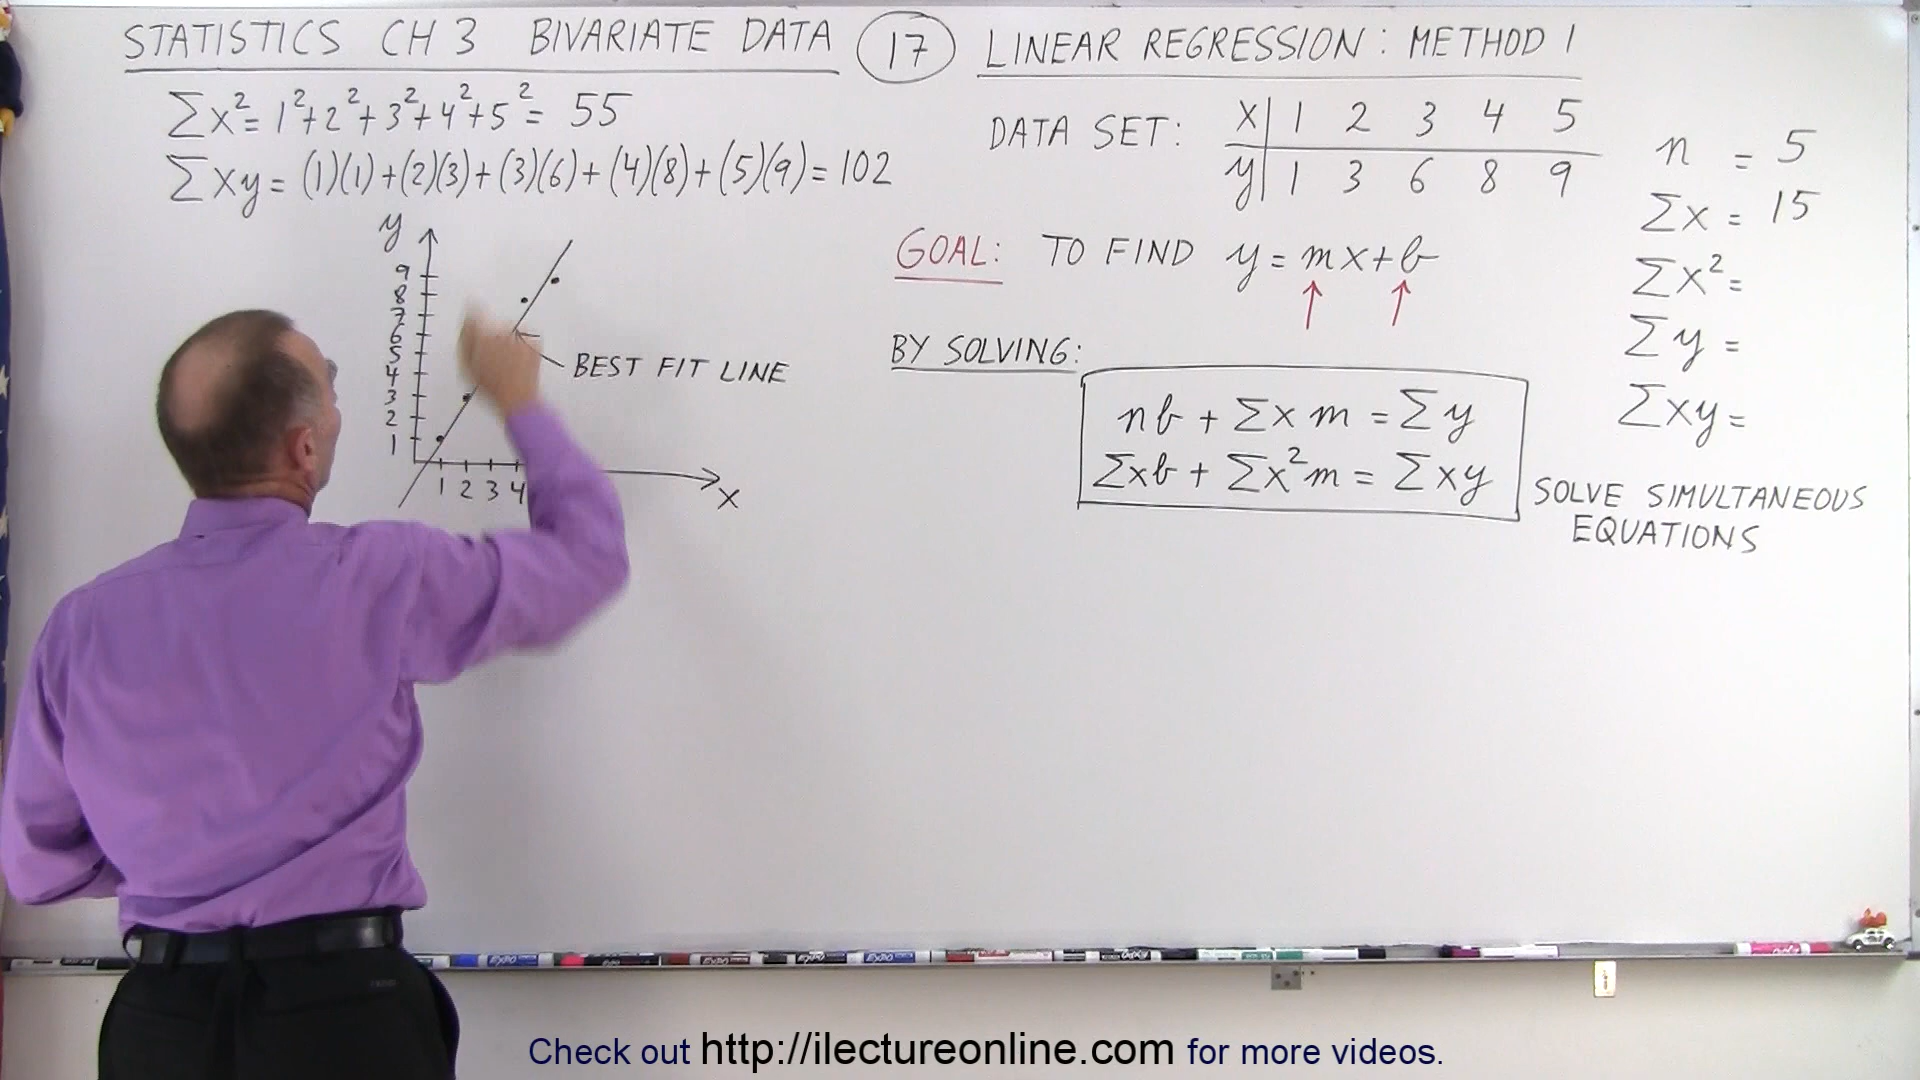 STATISTICS CH 3 BIVARIATE DATA 17 LINEAR REGRESSION: METHOD 1
∑x²= 1²+2²+3²+4²+5²= 55
∑xy= (1)(1)+(2)(3)+(3)(6)+(4)(8)+(5)(9)=102
y
9
8
7
6
5
4
3
2
1
1 2 3 4
x
BEST FIT LINE
DATA SET:
x 1 2 3 4 5
y 1 3 6 8 9
GOAL: TO FIND y=mx+b
BY SOLVING:
nb + ∑x m = ∑y
∑xb + ∑x²m = ∑xy
SOLVE SIMULTANEOUS
EQUATIONS
n = 5
∑x = 15
∑x²=
∑y =
∑xy=
Check out http://ilectureonline.com for more videos.